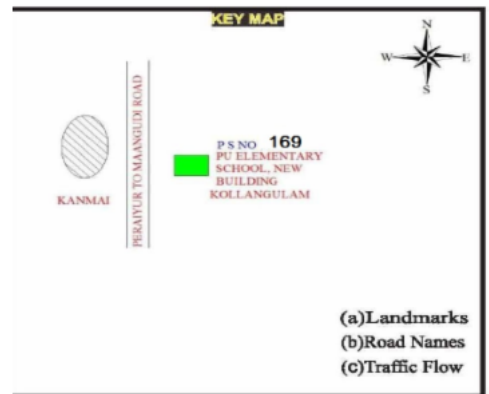 KEY MAP
N
W E
S
PERAIYUR TO MAANGUDI ROAD
KANMAI
P S NO 169
PU ELEMENTARY
SCHOOL, NEW
BUILDING
KOLLANGULAM
(a)Landmarks
(b)Road Names
(c)Traffic Flow